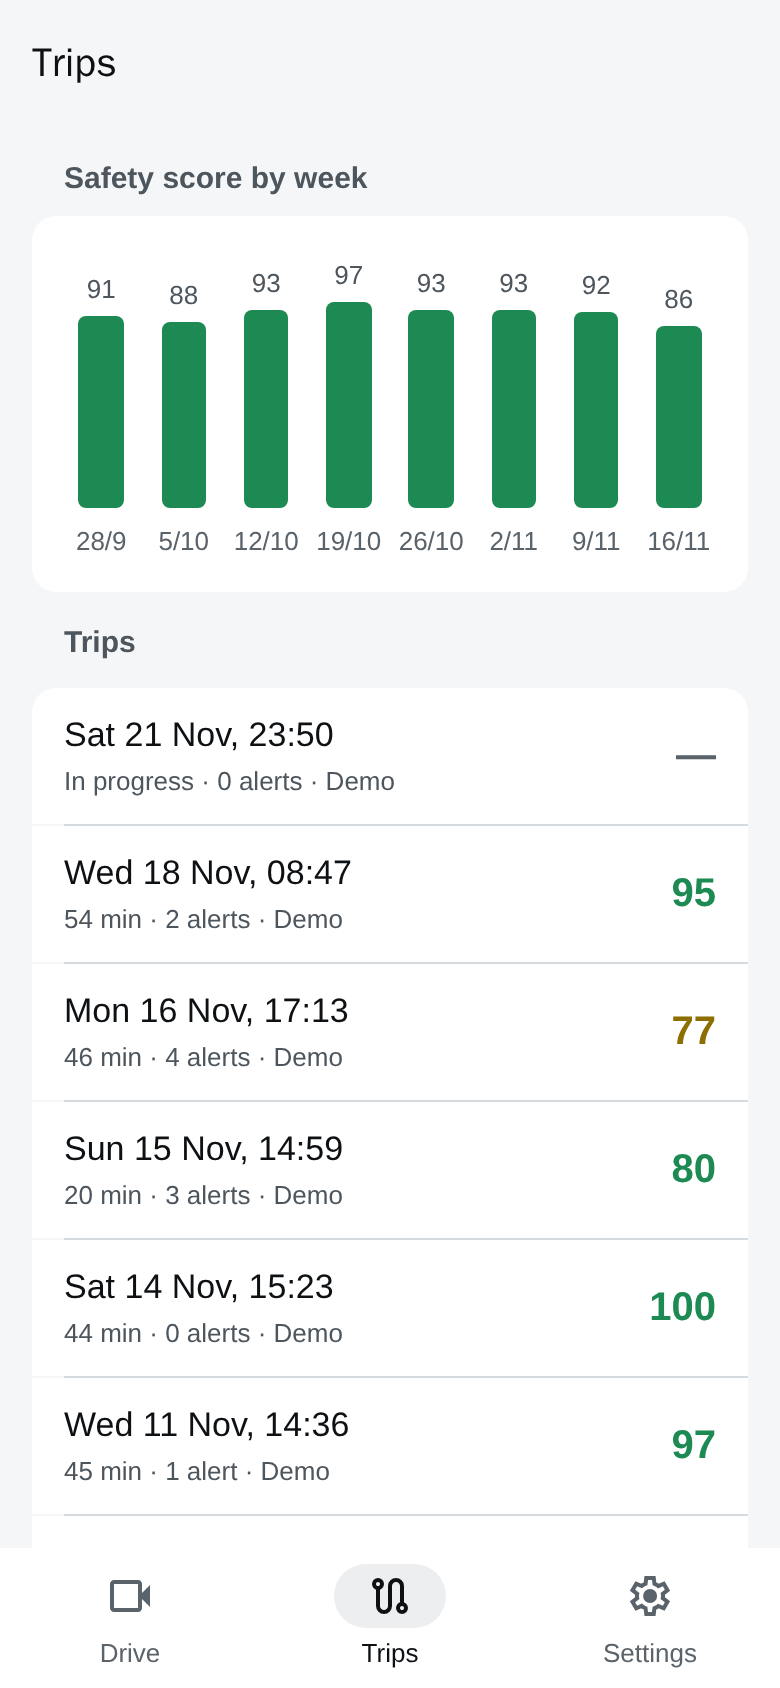 Trips
Safety score by week
91 88 93 97 93 93 92 86
28/9 5/10 12/10 19/10 26/10 2/11 9/11 16/11
Trips
Sat 21 Nov, 23:50
In progress · 0 alerts · Demo
—
Wed 18 Nov, 08:47
54 min · 2 alerts · Demo
95
Mon 16 Nov, 17:13
46 min · 4 alerts · Demo
77
Sun 15 Nov, 14:59
20 min · 3 alerts · Demo
80
Sat 14 Nov, 15:23
44 min · 0 alerts · Demo
100
Wed 11 Nov, 14:36
45 min · 1 alert · Demo
97
Drive Trips Settings